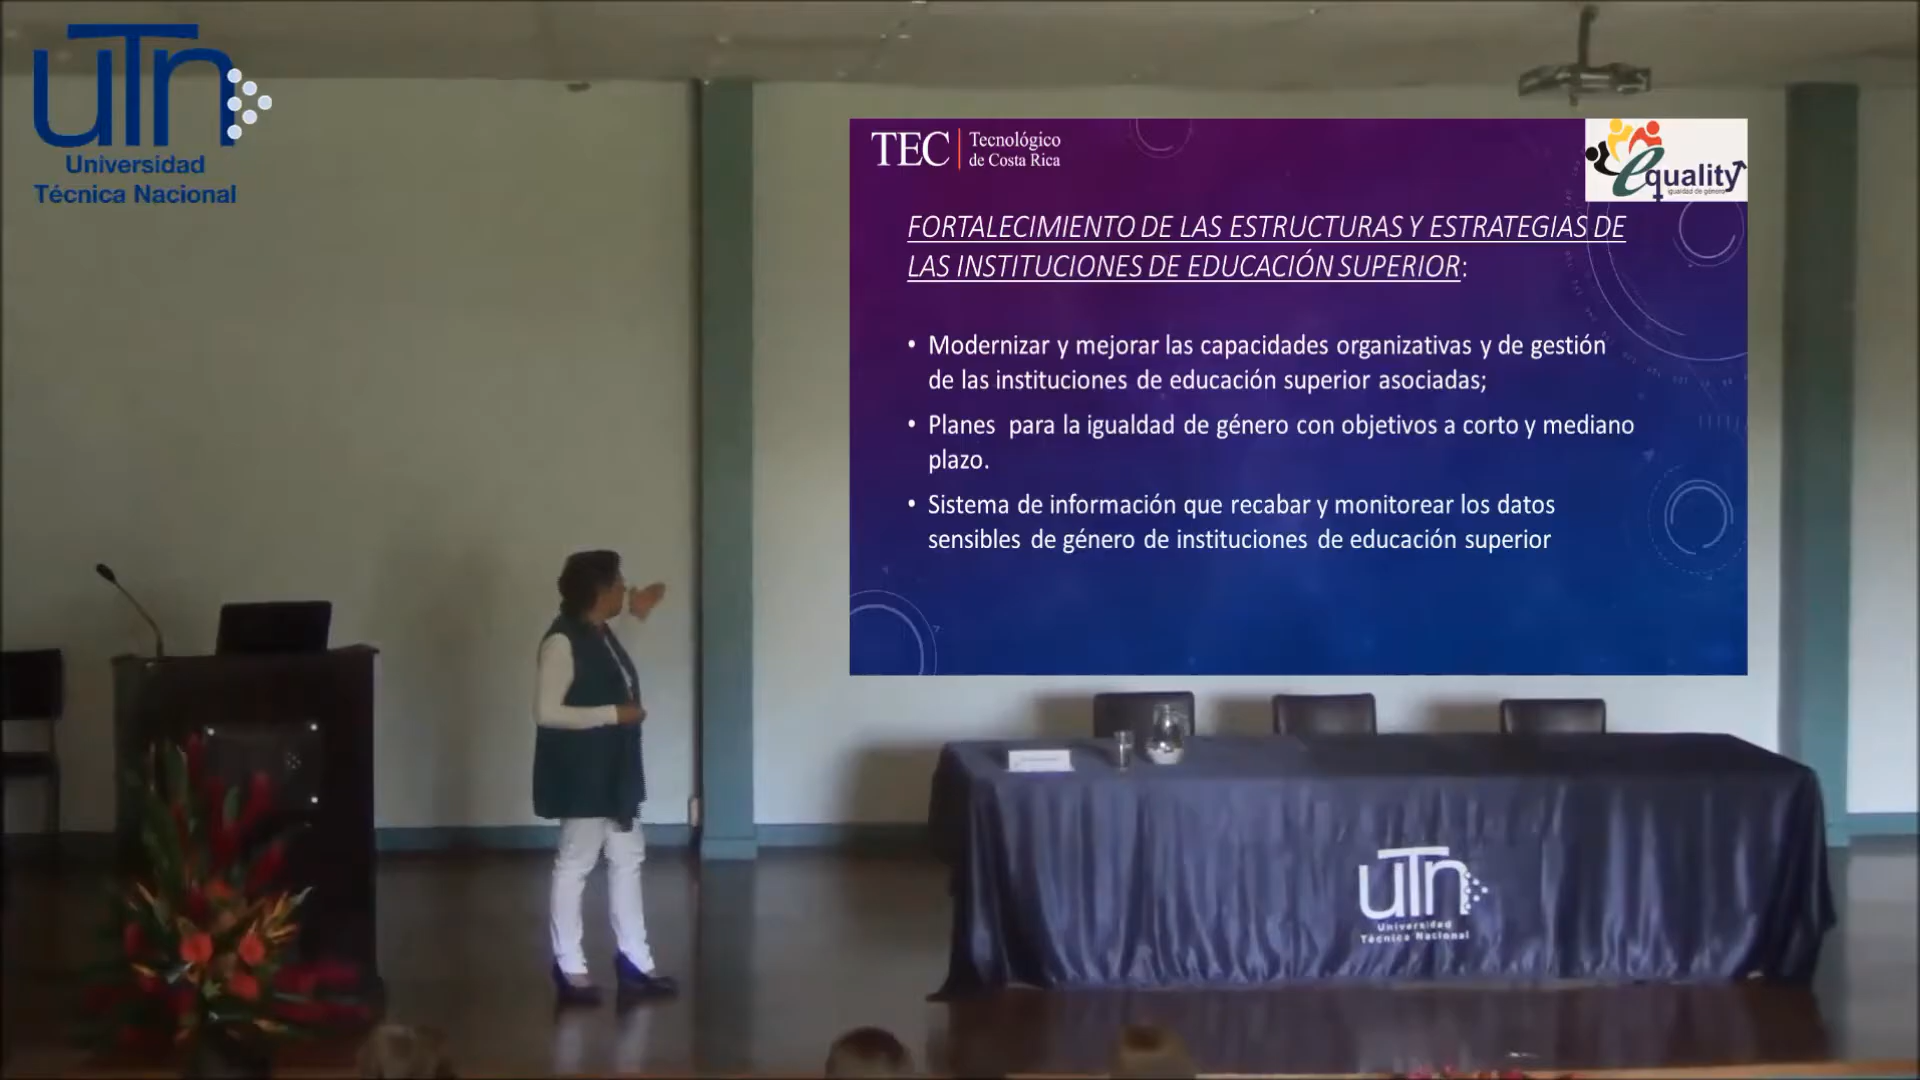 uTn
Universidad
Técnica Nacional
TEC | Tecnológico
de Costa Rica
equality
igualdad de género
FORTALECIMIENTO DE LAS ESTRUCTURAS Y ESTRATEGIAS DE
LAS INSTITUCIONES DE EDUCACIÓN SUPERIOR:
• Modernizar y mejorar las capacidades organizativas y de gestión
de las instituciones de educación superior asociadas;
• Planes para la igualdad de género con objetivos a corto y mediano
plazo.
• Sistema de información que recabar y monitorear los datos
sensibles de género de instituciones de educación superior
uTn
Universidad
Técnica Nacional